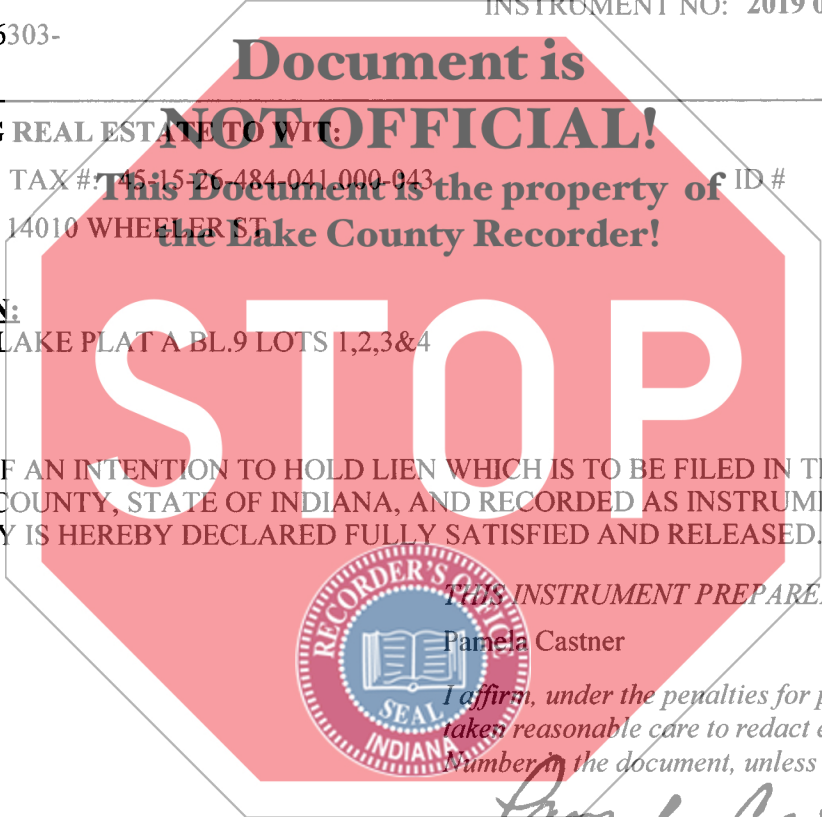 INSTRUMENT NO: 2019 0
6303-
Document is
NOT OFFICIAL!
G REAL ESTATE TO WIT:
TAX #: 45-15-26-484-041.000-043 ID #
This Document is the property of
14010 WHEELER ST
the Lake County Recorder!
N:
LAKE PLAT A BL.9 LOTS 1,2,3&4
STOP
F AN INTENTION TO HOLD LIEN WHICH IS TO BE FILED IN TH
COUNTY, STATE OF INDIANA, AND RECORDED AS INSTRUM
Y IS HEREBY DECLARED FULLY SATISFIED AND RELEASED.
RECORDER'S OFFICE
SEAL
INDIANA
THIS INSTRUMENT PREPARE
Pamela Castner
I affirm, under the penalties for p
taken reasonable care to redact e
Number in the document, unless